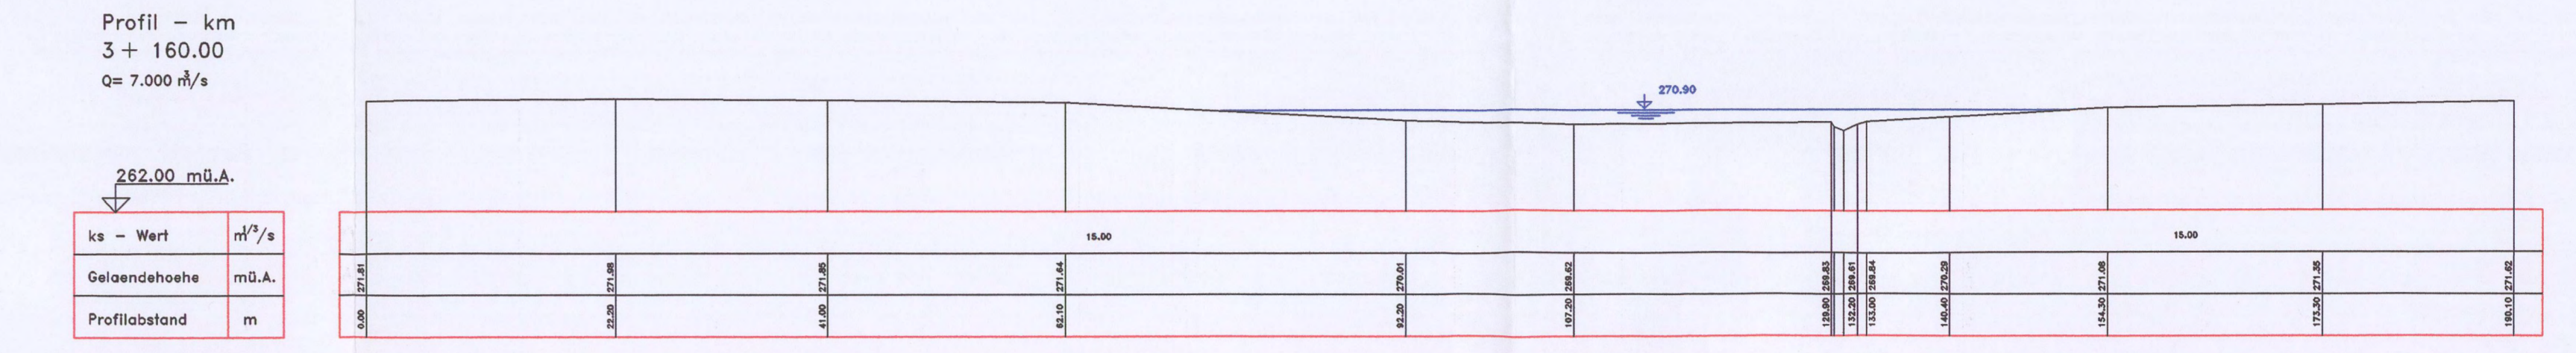 Profil - km
3 + 160.00
Q= 7.000 m³/s
270.90
262.00 mü.A.
ks - Wert m¹/³/s 15.00 15.00
Gelaendehoehe mü.A. 271.81 271.98 271.85 271.64 270.01 269.62 269.83 269.61 269.84 270.29 271.08 271.35 271.62
Profilabstand m 0.00 22.20 41.00 62.10 92.20 107.20 129.90 132.20 133.00 140.40 154.30 173.30 190.10